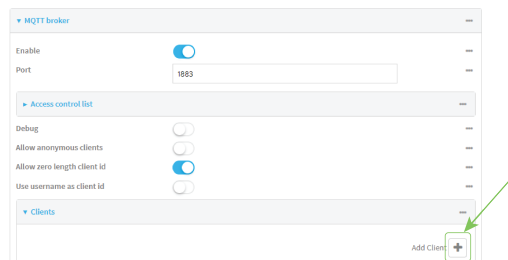 MQTT broker
Enable
Port
1883
Access control list
Debug
Allow anonymous clients
Allow zero length client id
Use username as client id
Clients
Add Client